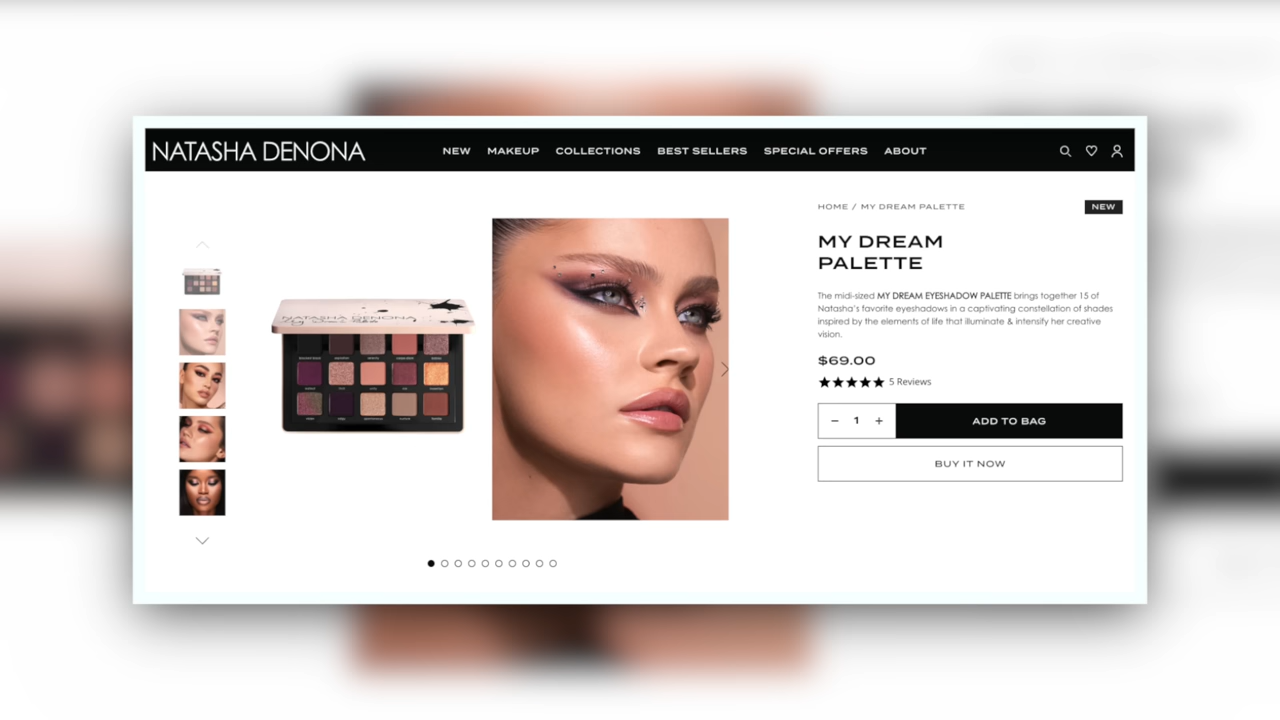 NATASHA DENONA
NEW MAKEUP COLLECTIONS BEST SELLERS SPECIAL OFFERS ABOUT
HOME / MY DREAM PALETTE
NEW
MY DREAM
PALETTE
The midi-sized MY DREAM EYESHADOW PALETTE brings together 15 of
Natasha's favorite eyeshadows in a captivating constellation of shades
inspired by the elements of life that illuminate & intensify her creative
vision.
$69.00
5 Reviews
− 1 +
ADD TO BAG
BUY IT NOW
NATASHA DENONA